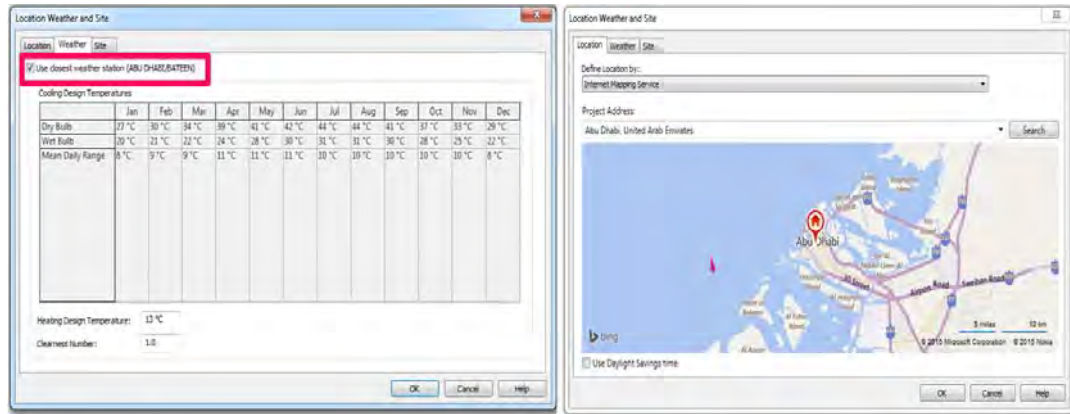 Location Weather and Site
Location Weather Site
Use closest weather station (ABU DHABI/BATEEN)
Cooling Design Temperatures
Jan Feb Mar Apr May Jun Jul Aug Sep Oct Nov Dec
Dry Bulb 27 °C 30 °C 34 °C 39 °C 41 °C 42 °C 44 °C 44 °C 41 °C 37 °C 33 °C 29 °C
Wet Bulb 20 °C 21 °C 22 °C 24 °C 28 °C 30 °C 31 °C 31 °C 30 °C 28 °C 25 °C 22 °C
Mean Daily Range 8 °C 9 °C 9 °C 11 °C 11 °C 11 °C 10 °C 10 °C 10 °C 10 °C 10 °C 8 °C
Heating Design Temperature: 13 °C
Clearness Number: 1.0
OK Cancel Help
Location Weather and Site
Location Weather Site
Define Location by:
Internet Mapping Service
Project Address:
Abu Dhabi, United Arab Emirates
Search
Abu Dhabi
Airport Road
Sweihan Road
5 miles 10 km
bing
© 2015 Microsoft Corporation © 2015 Nokia
Use Daylight Savings time
OK Cancel Help